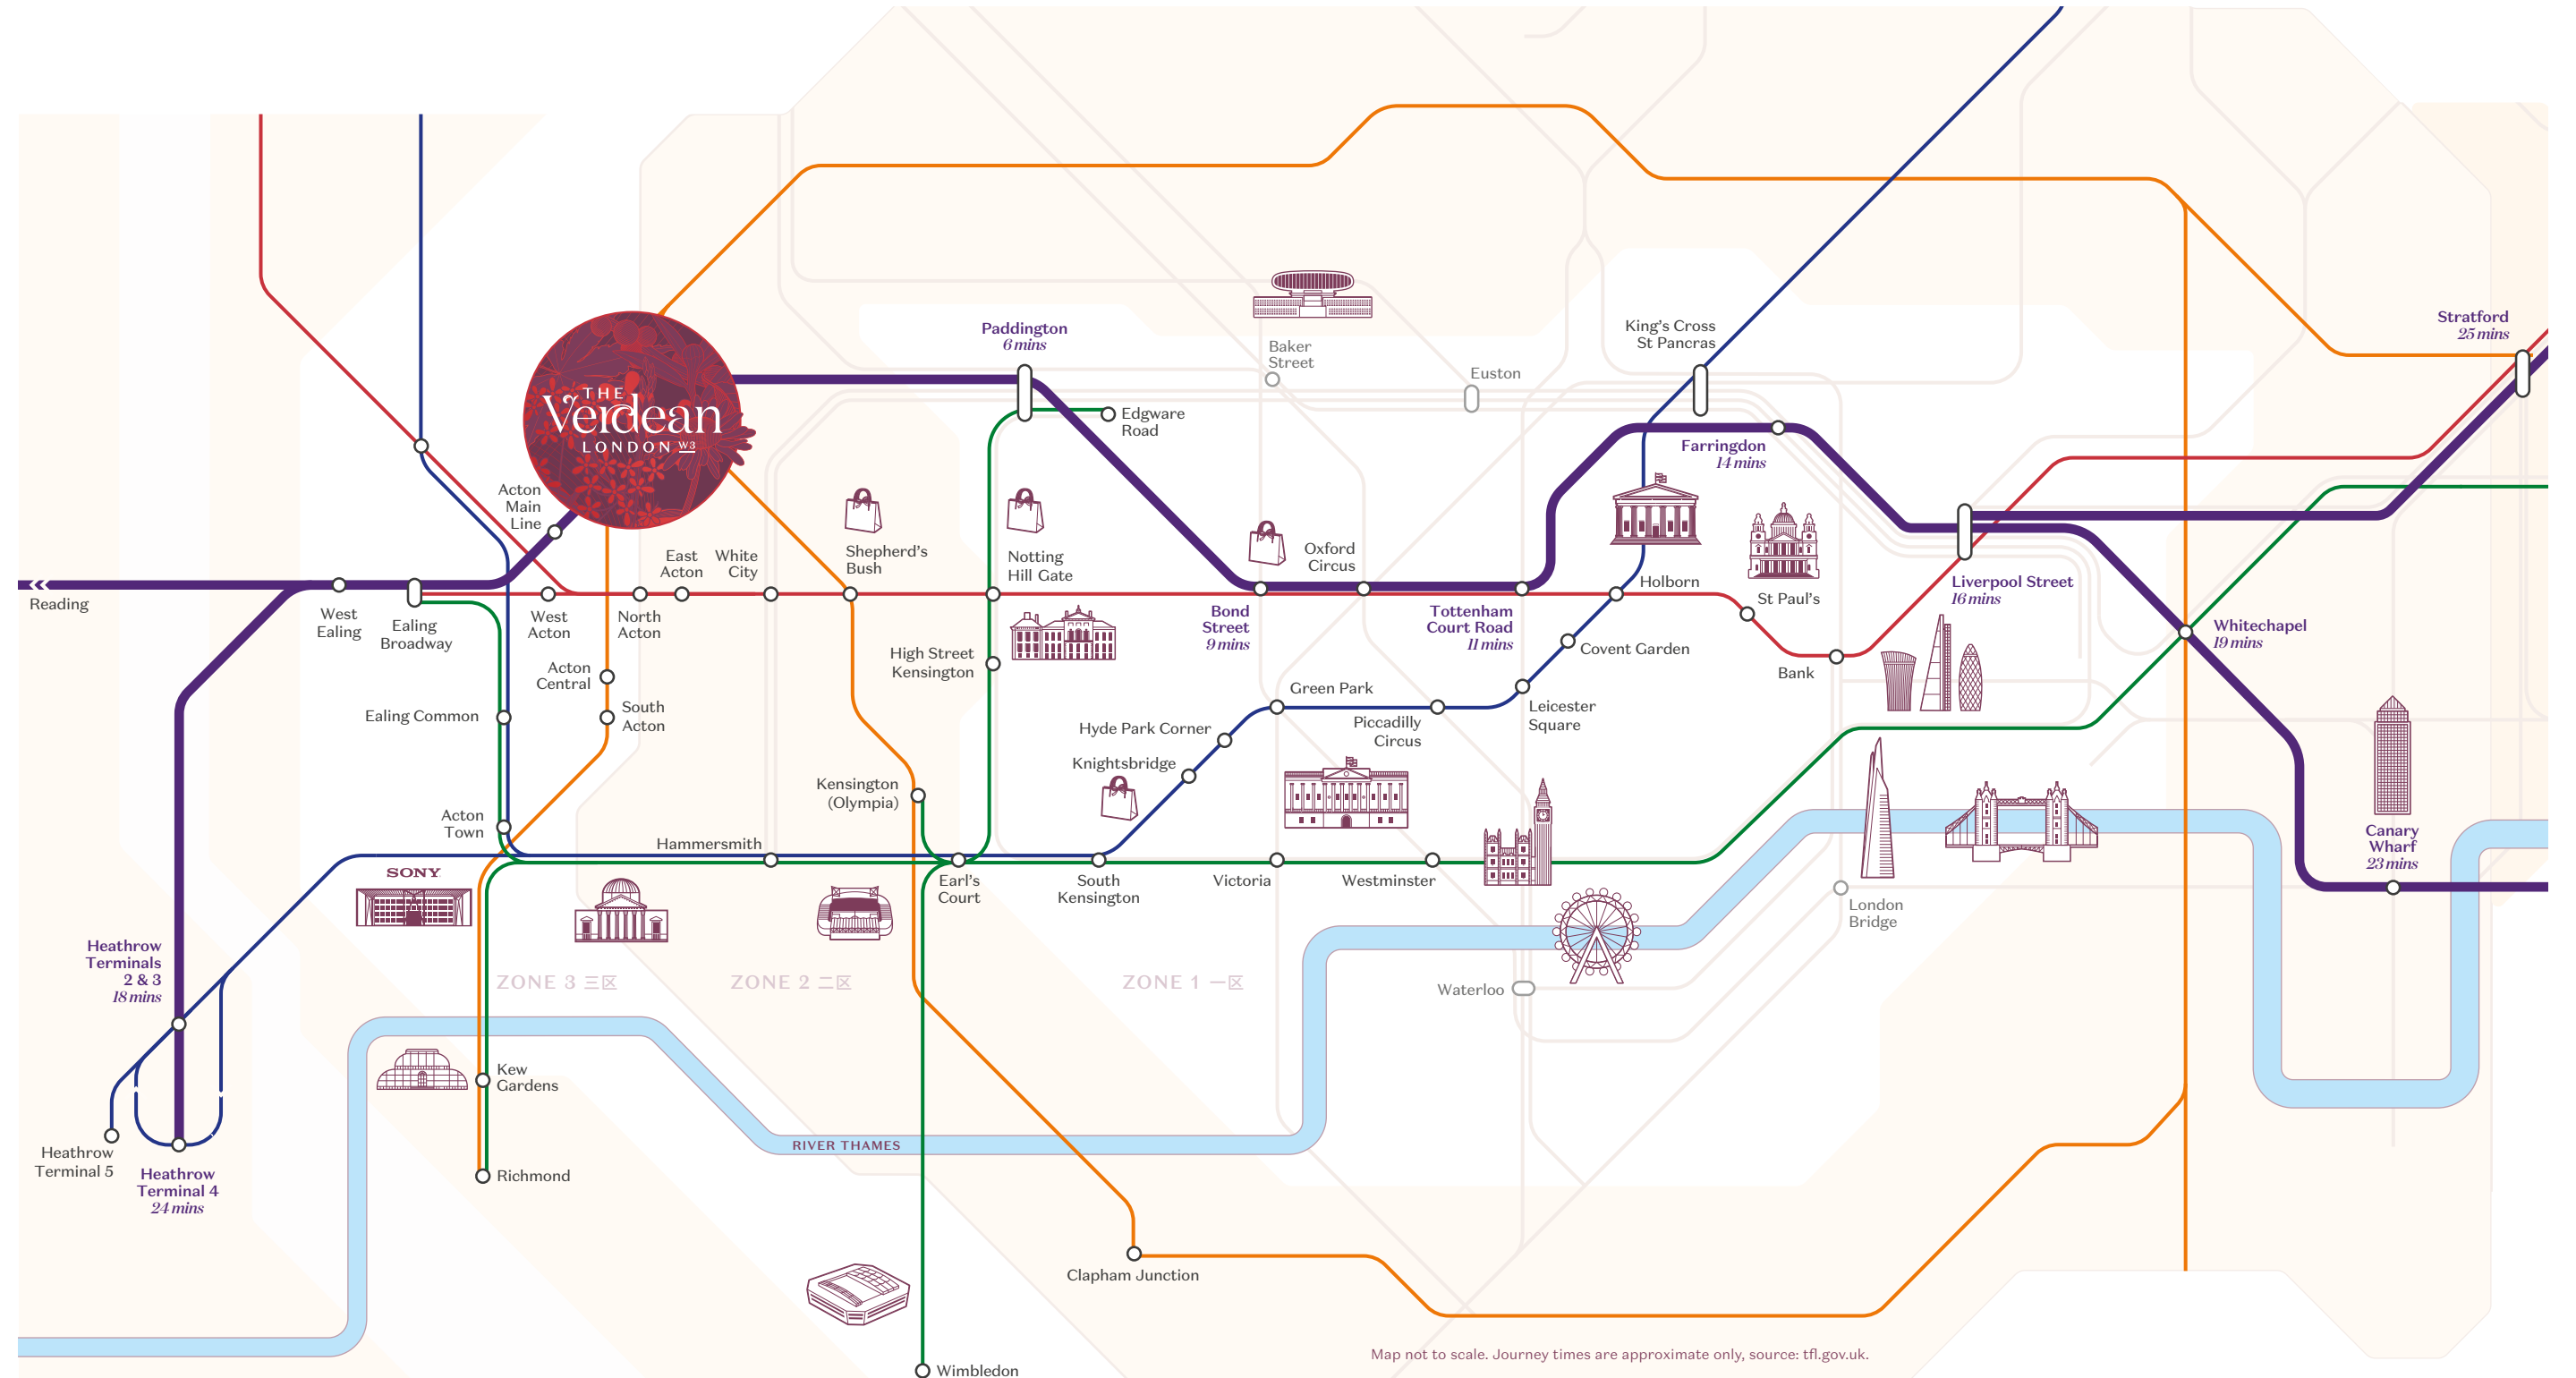 Paddington
6 mins
Baker
Street
Euston
King's Cross
St Pancras
Stratford
25 mins
THE
Verdean
LONDON W3
Edgware
Road
Farringdon
14 mins
Acton
Main
Line
Shepherd's
Bush
Notting
Hill Gate
Oxford
Circus
East
Acton
White
City
Holborn
St Paul's
Liverpool Street
16 mins
Reading
West
Ealing
Ealing
Broadway
West
Acton
North
Acton
Bond
Street
9 mins
Tottenham
Court Road
11 mins
Whitechapel
19 mins
High Street
Kensington
Covent Garden
Bank
Acton
Central
South
Acton
Ealing Common
Green Park
Piccadilly
Circus
Leicester
Square
Hyde Park Corner
Knightsbridge
Kensington
(Olympia)
Acton
Town
Hammersmith
Canary
Wharf
23 mins
SONY
Earl's
Court
South
Kensington
Victoria
Westminster
London
Bridge
Heathrow
Terminals
2 & 3
18 mins
ZONE 3 三区
ZONE 2 二区
ZONE 1 一区
Waterloo
Kew
Gardens
Heathrow
Terminal 5
Heathrow
Terminal 4
24 mins
Richmond
RIVER THAMES
Clapham Junction
Wimbledon
Map not to scale. Journey times are approximate only, source: tfl.gov.uk.